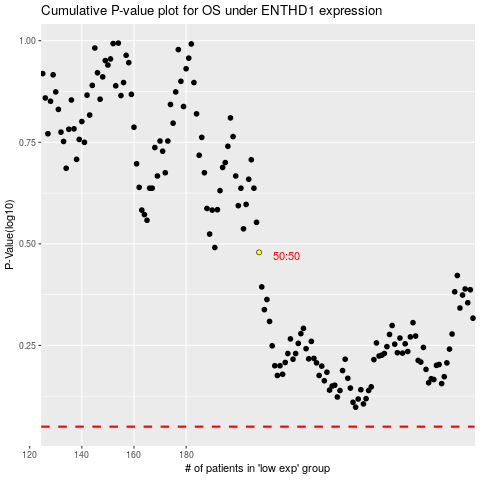 Cumulative P-value plot for OS under ENTHD1 expression
P-Value(log10)
1.00
0.75
0.50
0.25
50:50
120 140 160 180
# of patients in 'low exp' group